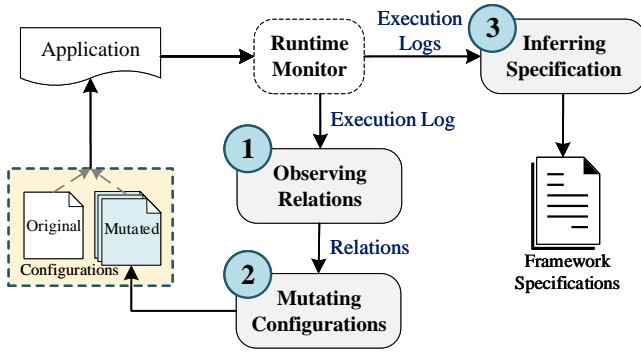 Application
Runtime
Monitor
Execution
Logs
3
Inferring
Specification
Execution Log
1
Observing
Relations
Original
Mutated
Configurations
Relations
2
Mutating
Configurations
Framework
Specifications